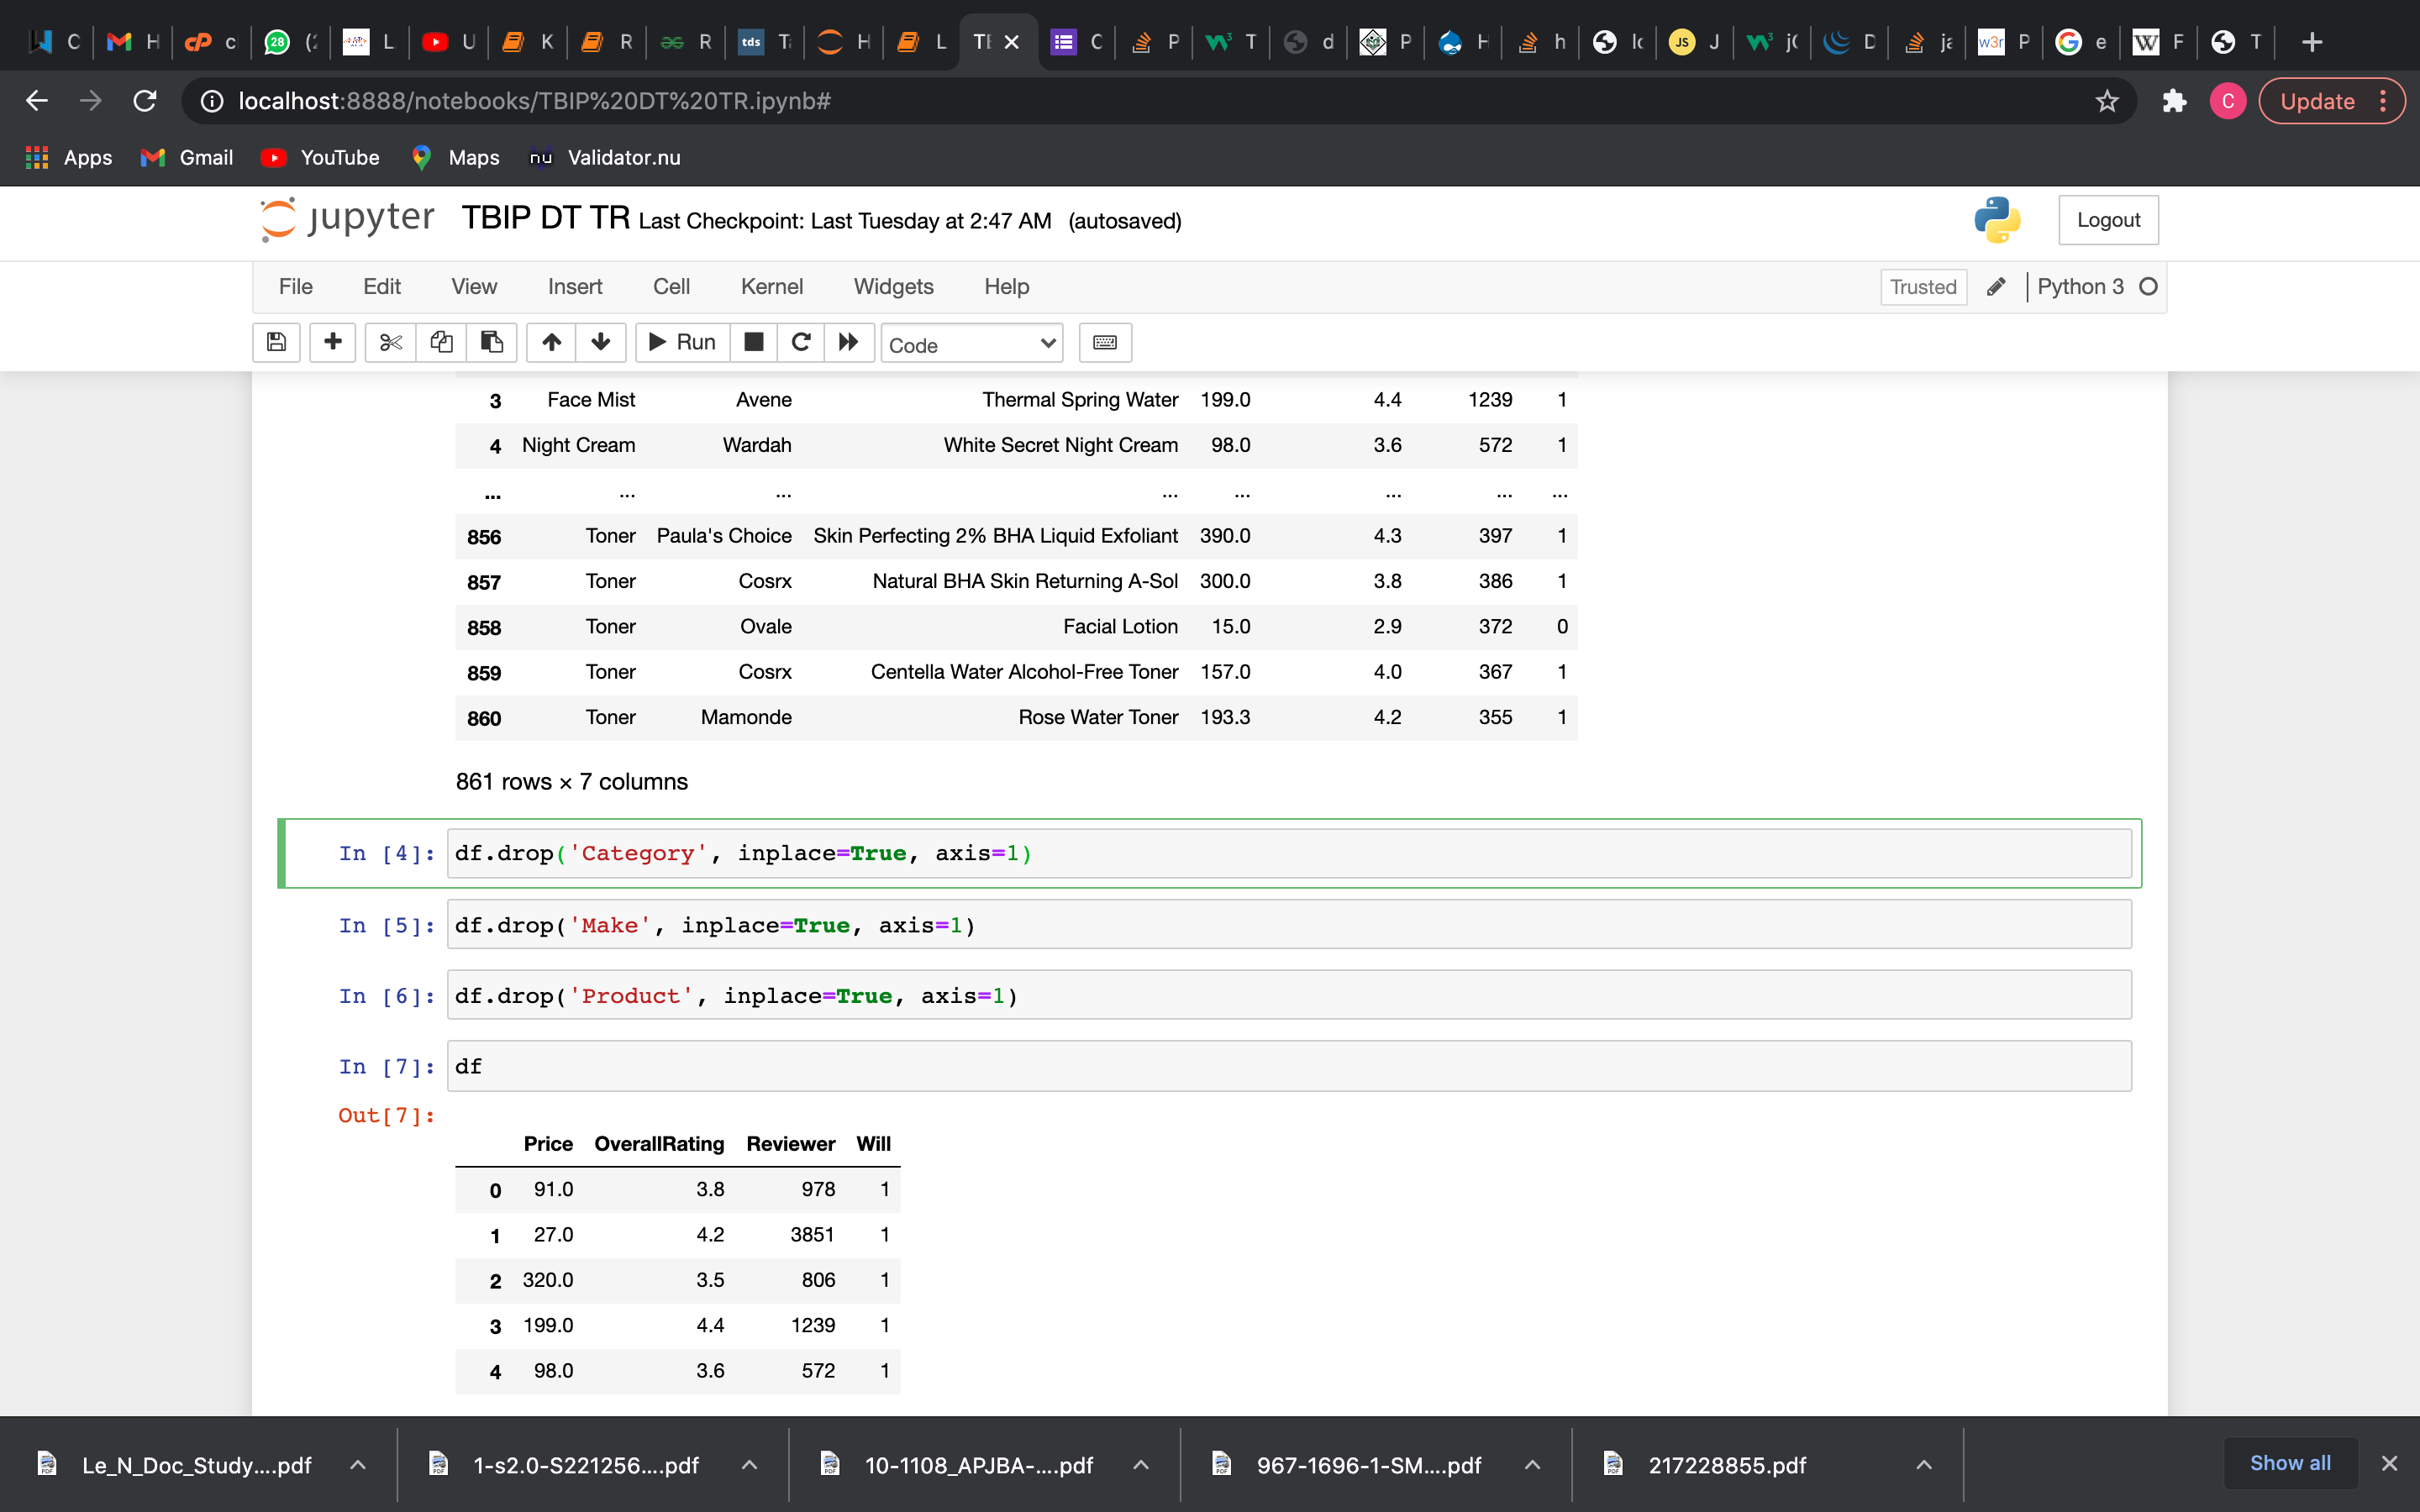 C H c 28 (: L U K R R tds T H L TE C P W³ T d P H h lc JS J W³ j( D ja w3r P G e W F T
localhost:8888/notebooks/TBIP%20DT%20TR.ipynb# C Update
Apps Gmail YouTube Maps nu Validator.nu
jupyter TBIP DT TR Last Checkpoint: Last Tuesday at 2:47 AM (autosaved) Logout
File Edit View Insert Cell Kernel Widgets Help Trusted Python 3
Run Code
3 Face Mist Avene Thermal Spring Water 199.0 4.4 1239 1
4 Night Cream Wardah White Secret Night Cream 98.0 3.6 572 1
... ... ... ... ... ... ... ...
856 Toner Paula's Choice Skin Perfecting 2% BHA Liquid Exfoliant 390.0 4.3 397 1
857 Toner Cosrx Natural BHA Skin Returning A-Sol 300.0 3.8 386 1
858 Toner Ovale Facial Lotion 15.0 2.9 372 0
859 Toner Cosrx Centella Water Alcohol-Free Toner 157.0 4.0 367 1
860 Toner Mamonde Rose Water Toner 193.3 4.2 355 1
861 rows × 7 columns
In [4]: df.drop('Category', inplace=True, axis=1)
In [5]: df.drop('Make', inplace=True, axis=1)
In [6]: df.drop('Product', inplace=True, axis=1)
In [7]: df
Out[7]:
Price OverallRating Reviewer Will
0 91.0 3.8 978 1
1 27.0 4.2 3851 1
2 320.0 3.5 806 1
3 199.0 4.4 1239 1
4 98.0 3.6 572 1
Le_N_Doc_Study....pdf 1-s2.0-S221256....pdf 10-1108_APJBA-....pdf 967-1696-1-SM....pdf 217228855.pdf Show all